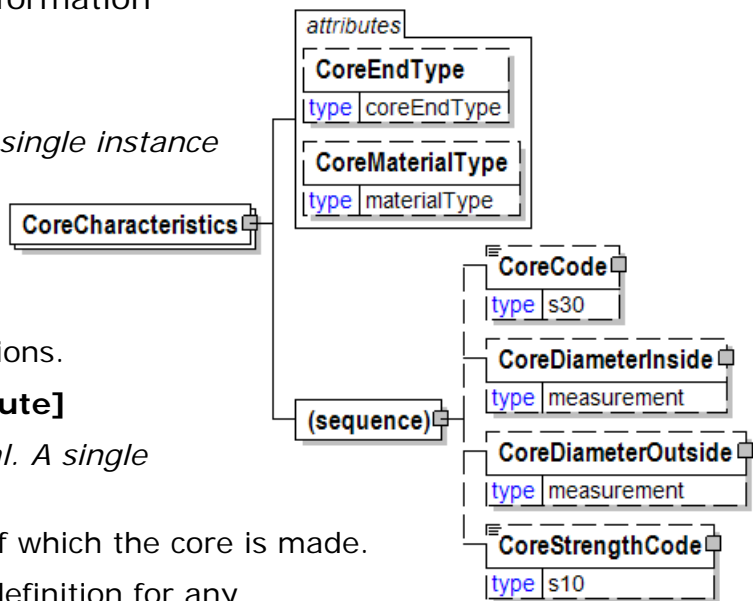 ormation
attributes
CoreEndType
type coreEndType
single instance
CoreMaterialType
type materialType
CoreCharacteristics
CoreCode
type s30
ions.
CoreDiameterInside
type measurement
ute]
(sequence)
l. A single
CoreDiameterOutside
type measurement
f which the core is made.
CoreStrengthCode
type s10
definition for any